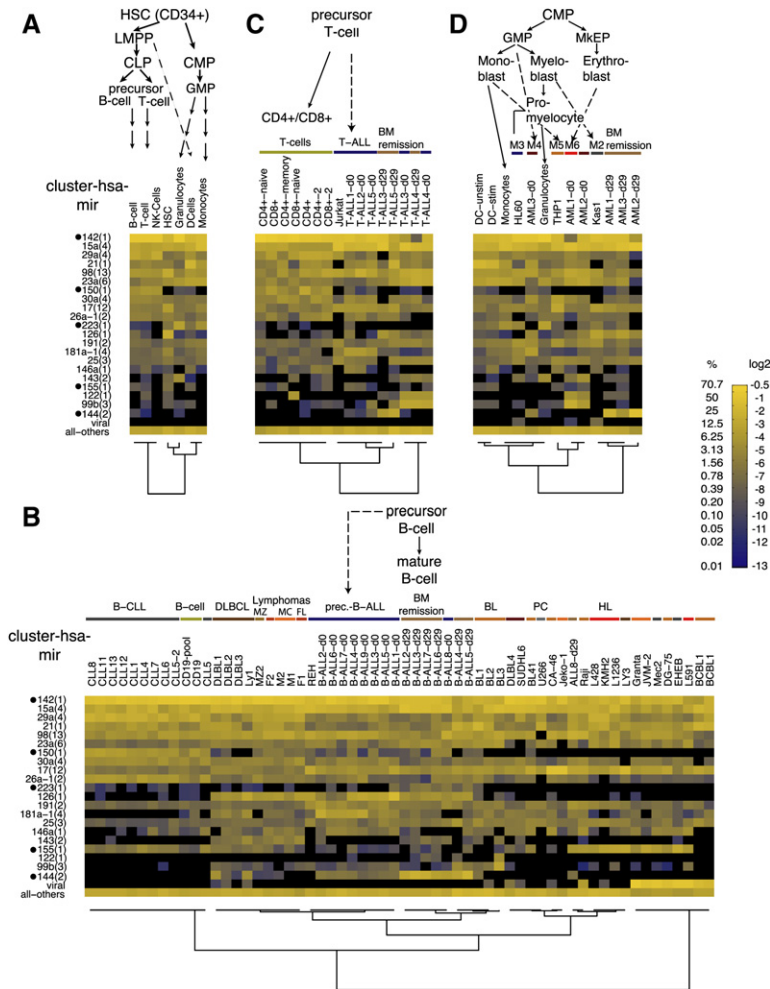 A
HSC (CD34+)
LMPP
CLP
CMP
precursor
B-cell T-cell
GMP
cluster-hsa-
mir
B-cell
T-cell
NK-Cells
HSC
Granulocytes
DCells
Monocytes
142(1)
15a(4)
29a(4)
21(1)
98(13)
23a(6)
150(1)
30a(4)
17(12)
26a-1(2)
223(1)
126(1)
191(2)
181a-1(4)
25(3)
146a(1)
143(2)
155(1)
122(1)
99b(3)
144(2)
viral
all-others
C
precursor
T-cell
CD4+/CD8+
T-cells
T-ALL
BM
remission
CD4+-naive
CD8+
CD4+-memory
CD8+-naive
CD4+
CD4+-2
CD8+-2
Jurkat
T-ALL1-d0
T-ALL2-d0
T-ALL5-d0
T-ALL3-d29
T-ALL5-d29
T-ALL3-d0
T-ALL4-d29
T-ALL4-d0
D
CMP
GMP
MkEP
Mono-
blast
Myelo-
blast
Erythro-
blast
Pro-
myelocyte
M3
M4
M5
M6
M2
BM
remission
DC-unstim
DC-stim
Monocytes
HL60
AML3-d0
Granulocytes
THP1
AML1-d0
AML2-d0
Kas1
AML1-d29
AML3-d29
AML2-d29
% log2
70.7 -0.5
50 -1
25 -2
12.5 -3
6.25 -4
3.13 -5
1.56 -6
0.78 -7
0.39 -8
0.20 -9
0.10 -10
0.05 -11
0.02 -12
0.01 -13
B
precursor
B-cell
mature
B-cell
B-CLL
B-cell
DLBCL
Lymphomas
MZ
MC
FL
prec.-B-ALL
BM
remission
BL
PC
HL
cluster-hsa-
mir
CLL8
CLL11
CLL13
CLL12
CLL1
CLL4
CLL7
CLL6
CLL5-2
CD19-pool
CD19
CLL5
DLBL1
DLBL2
DLBL3
Ly1
MZ2
F2
M2
M1
F1
REH
B-ALL2-d0
B-ALL6-d0
B-ALL7-d0
B-ALL4-d0
B-ALL9-d0
B-ALL3-d0
B-ALL5-d0
B-ALL1-d0
B-ALL2-d29
B-ALL3-d29
B-ALL7-d29
B-ALL6-d29
B-ALL8-d0
B-ALL4-d29
B-ALL5-d29
BL1
BL2
BL3
DLBL4
SUDHL6
BL41
U266
CA-46
Jeko-1
ALL8-d29
Raji
L428
KMH2
L1236
LY3
Granta
JVM-2
Mec2
DG-75
EHEB
L591
BCBL1
BCBL1
142(1)
15a(4)
29a(4)
21(1)
98(13)
23a(6)
150(1)
30a(4)
17(12)
26a-1(2)
223(1)
126(1)
191(2)
181a-1(4)
25(3)
146a(1)
143(2)
155(1)
122(1)
99b(3)
144(2)
viral
all-others